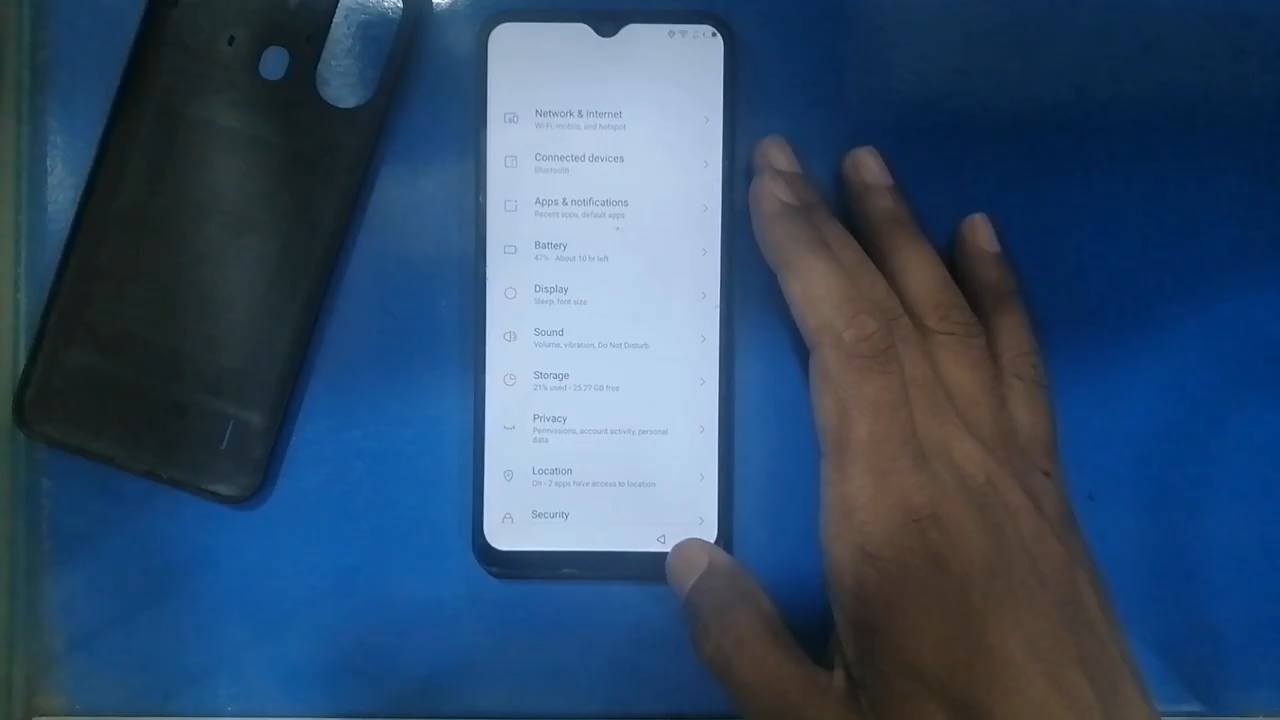 Network & internet
Wi-Fi, mobile, and hotspot
Connected devices
Bluetooth
Apps & notifications
Recent apps, default apps
Battery
47% - About 10 hr left
Display
Sleep, font size
Sound
Volume, vibration, Do Not Disturb
Storage
21% used - 25.27 GB free
Privacy
Permissions, account activity, personal
data
Location
On - 2 apps have access to location
Security